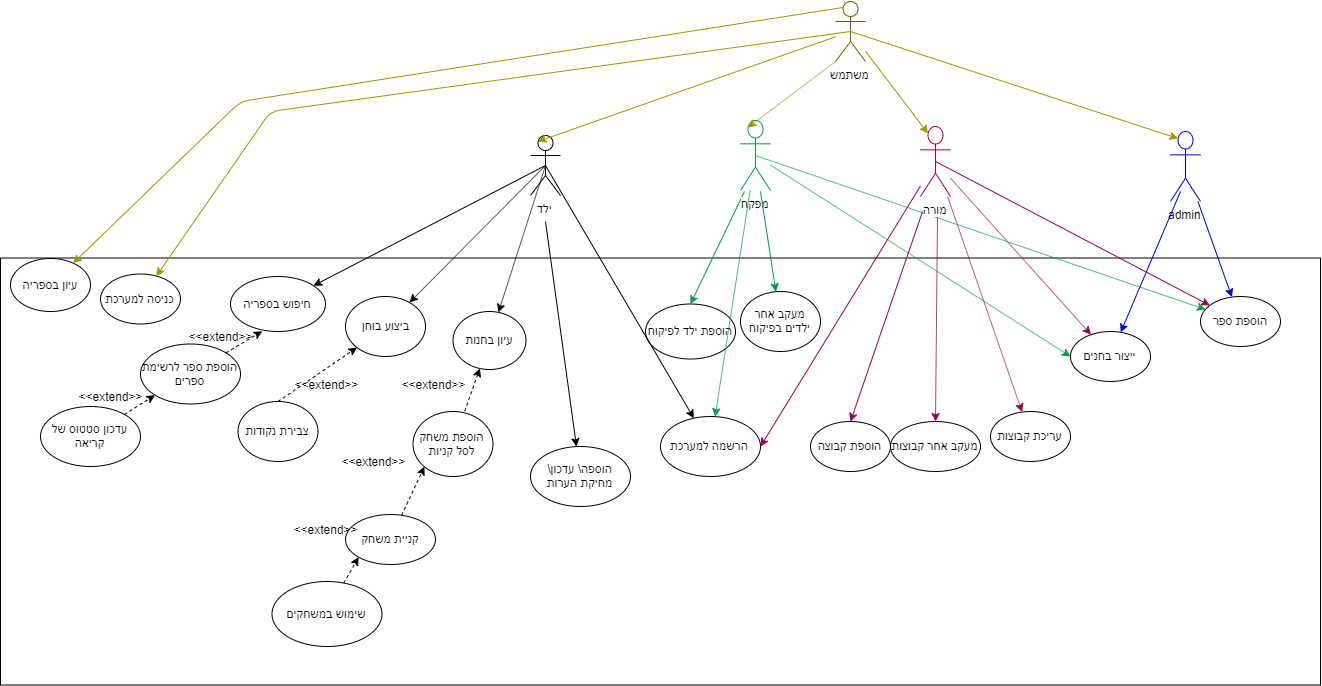 משתמש
ילד
מפקח
מורה
admin
עיון בספריה
כניסה למערכת
חיפוש בספריה
ביצוע בוחן
עיון בחנות
הוספת ילד לפיקוח
מעקב אחר
ילדים בפיקוח
ייצור בחנים
הוספת ספר
<<extend>>
הוספת ספר לרשימת
ספרים
<<extend>>
<<extend>>
<<extend>>
עדכון סטטוס של
קריאה
צבירת נקודות
הוספת משחק
לסל קניות
הרשמה למערכת
הוספת קבוצה
מעקב אחר קבוצות
עריכת קבוצות
<<extend>>
הוספה\ עדכון\
מחיקת הערות
<<extend>>
קניית משחק
שימוש במשחקים